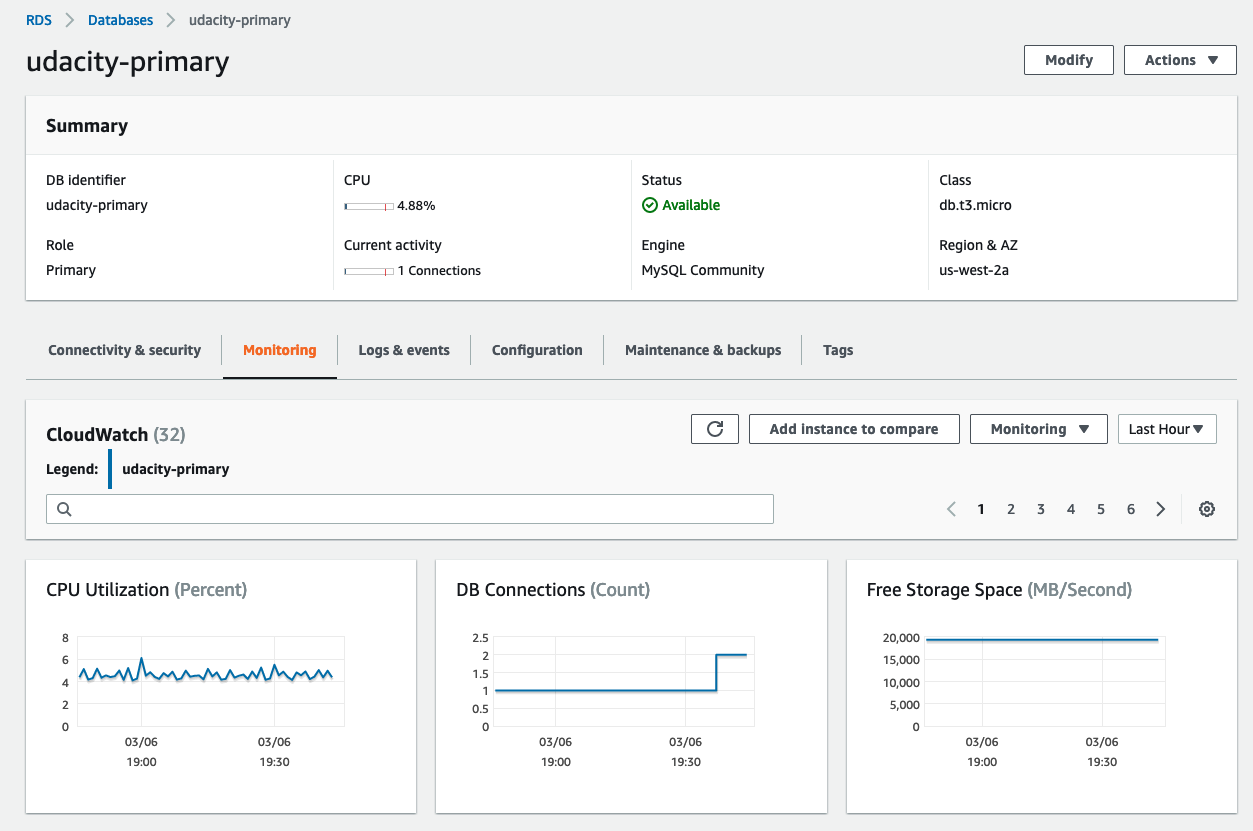 RDS > Databases > udacity-primary
udacity-primary
Modify
Actions
Summary
DB identifier
udacity-primary
CPU
4.88%
Status
Available
Class
db.t3.micro
Role
Primary
Current activity
1 Connections
Engine
MySQL Community
Region & AZ
us-west-2a
Connectivity & security
Monitoring
Logs & events
Configuration
Maintenance & backups
Tags
CloudWatch (32)
Add instance to compare
Monitoring
Last Hour
Legend: udacity-primary
1 2 3 4 5 6
CPU Utilization (Percent)
8
6
4
2
0
03/06
19:00
03/06
19:30
DB Connections (Count)
2.5
2
1.5
1
0.5
0
03/06
19:00
03/06
19:30
Free Storage Space (MB/Second)
20,000
15,000
10,000
5,000
0
03/06
19:00
03/06
19:30